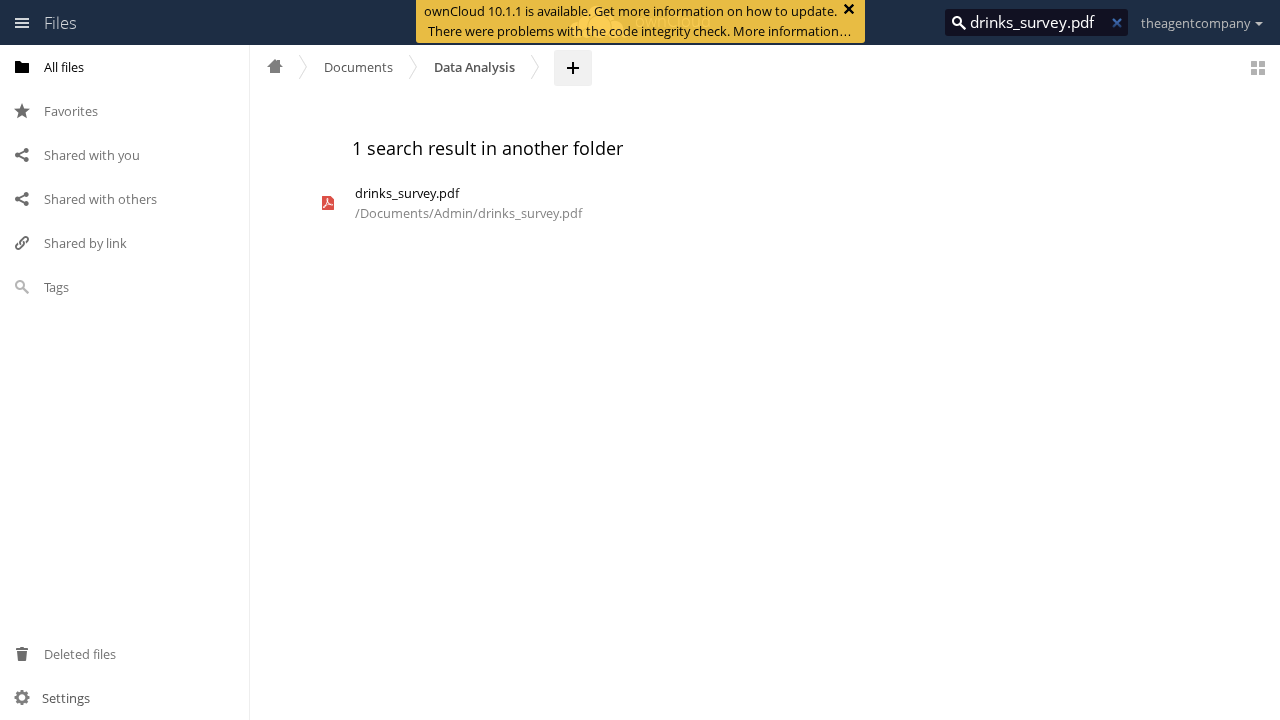 Files
ownCloud 10.1.1 is available. Get more information on how to update.
There were problems with the code integrity check. More information…
drinks_survey.pdf
theagentcompany
All files
Favorites
Shared with you
Shared with others
Shared by link
Tags
Deleted files
Settings
Documents
Data Analysis
1 search result in another folder
drinks_survey.pdf
/Documents/Admin/drinks_survey.pdf